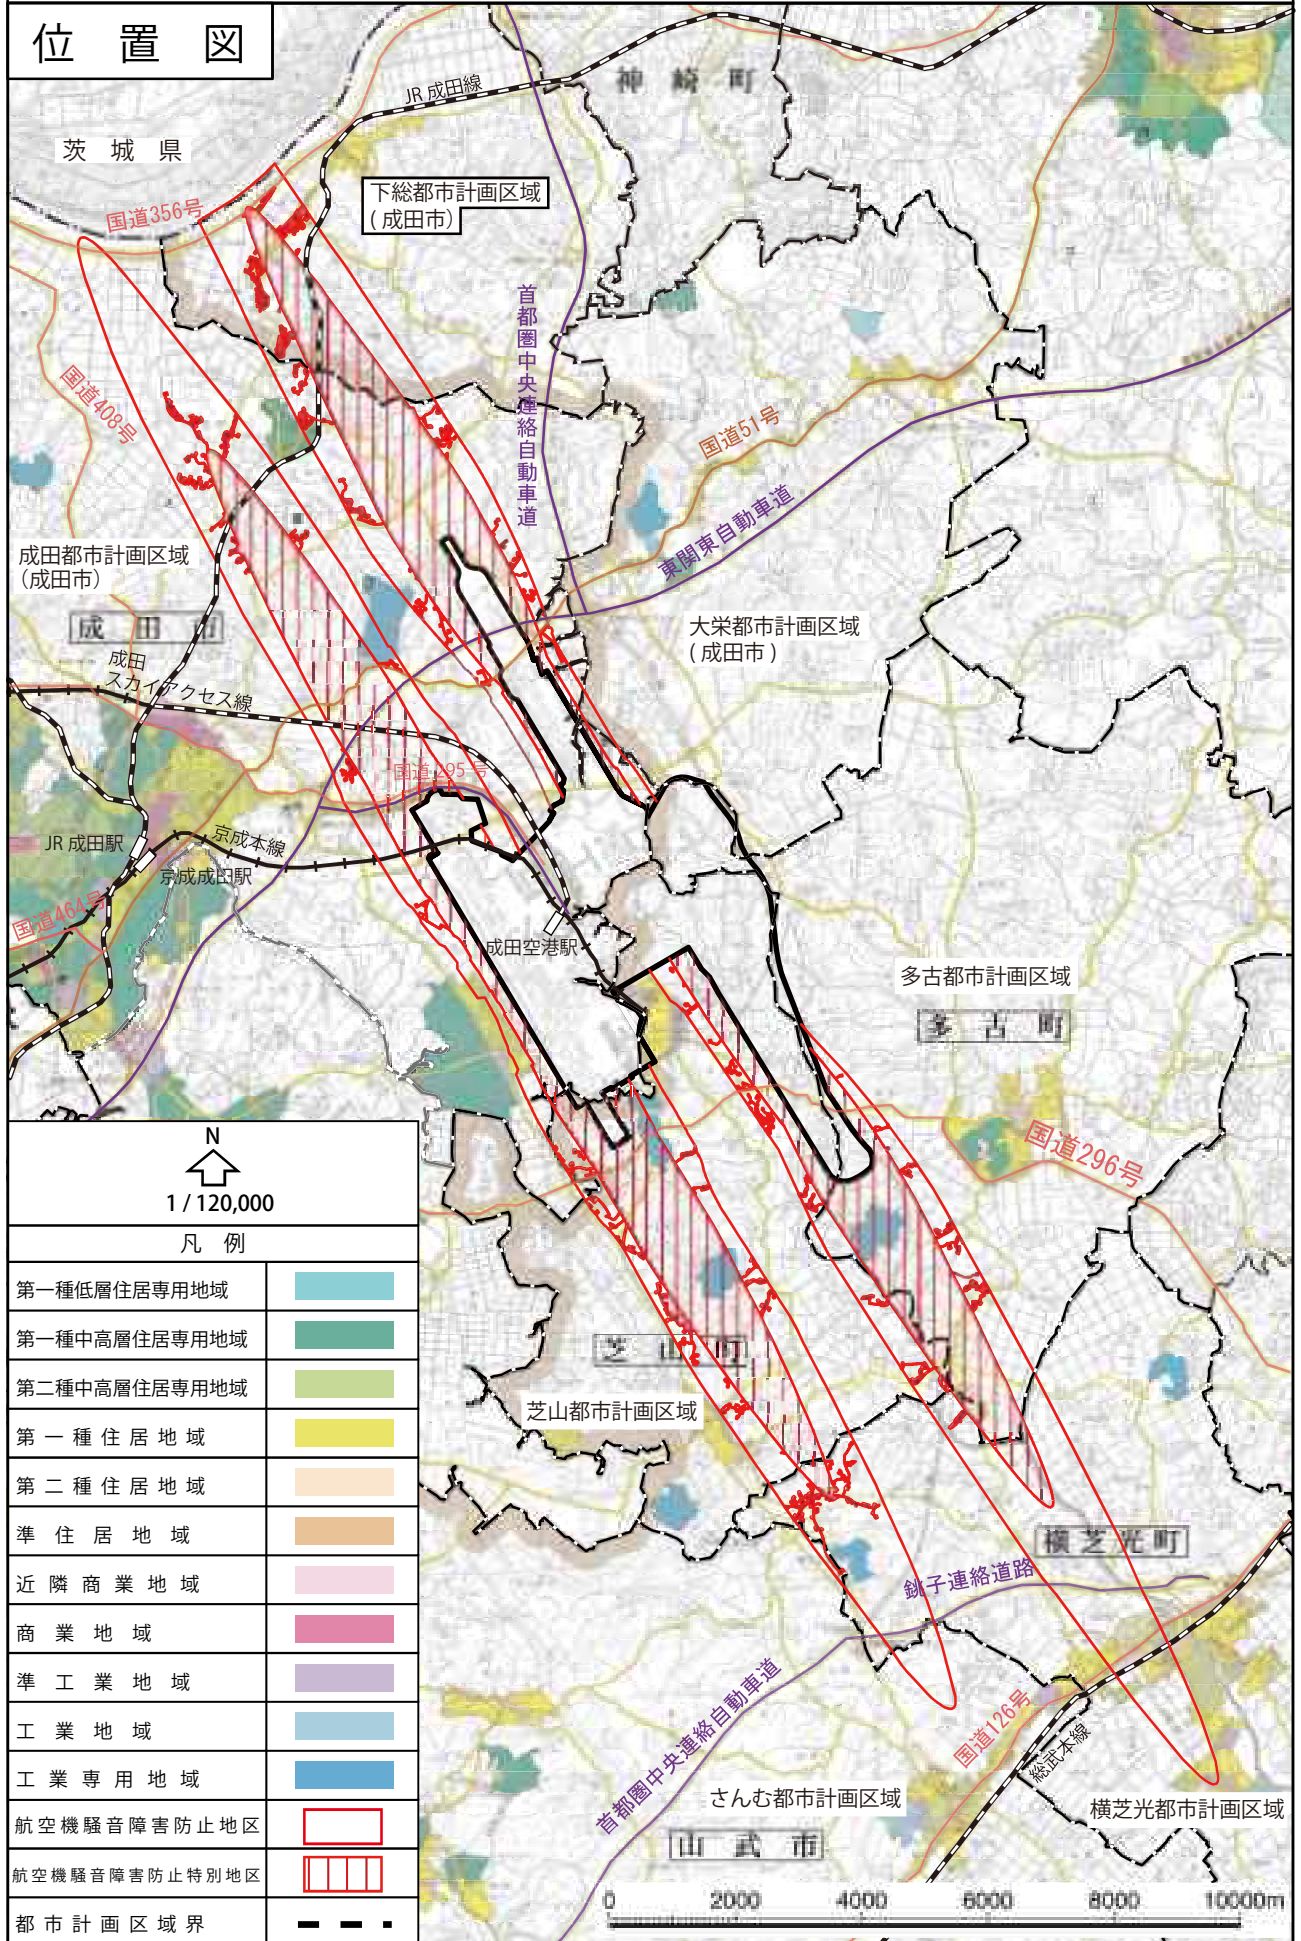 位 置 図
神 崎 町
JR 成田線
茨 城 県
下総都市計画区域
( 成田市)
国道356号
首都圏中央連絡自動車道
国道408号
国道51号
東関東自動車道
成田都市計画区域
(成田市)
成 田 市
大栄都市計画区域
( 成田市 )
成田
スカイアクセス線
国道 295 号
JR 成田駅
京成本線
京成成田駅
国道464号
成田空港駅
多古都市計画区域
多 古 町
国道296号
N
1 / 120,000
凡 例
第一種低層住居専用地域
第一種中高層住居専用地域
第二種中高層住居専用地域
第 一 種 住 居 地 域
第 二 種 住 居 地 域
準 住 居 地 域
近 隣 商 業 地 域
商 業 地 域
準 工 業 地 域
工 業 地 域
工 業 専 用 地 域
航空機騒音障害防止地区
航空機騒音障害防止特別地区
都 市 計 画 区 域 界
芝 山 町
芝山都市計画区域
横 芝 光 町
銚子連絡道路
首都圏中央連絡自動車道
国道126号
総武本線
さんむ都市計画区域
横芝光都市計画区域
山 武 市
0 2000 4000 6000 8000 10000m